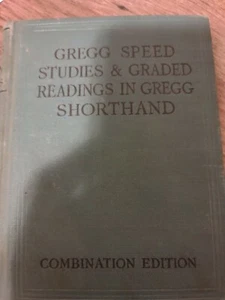 GREGG SPEED
STUDIES & GRADED
READINGS IN GREGG
SHORTHAND
COMBINATION EDITION